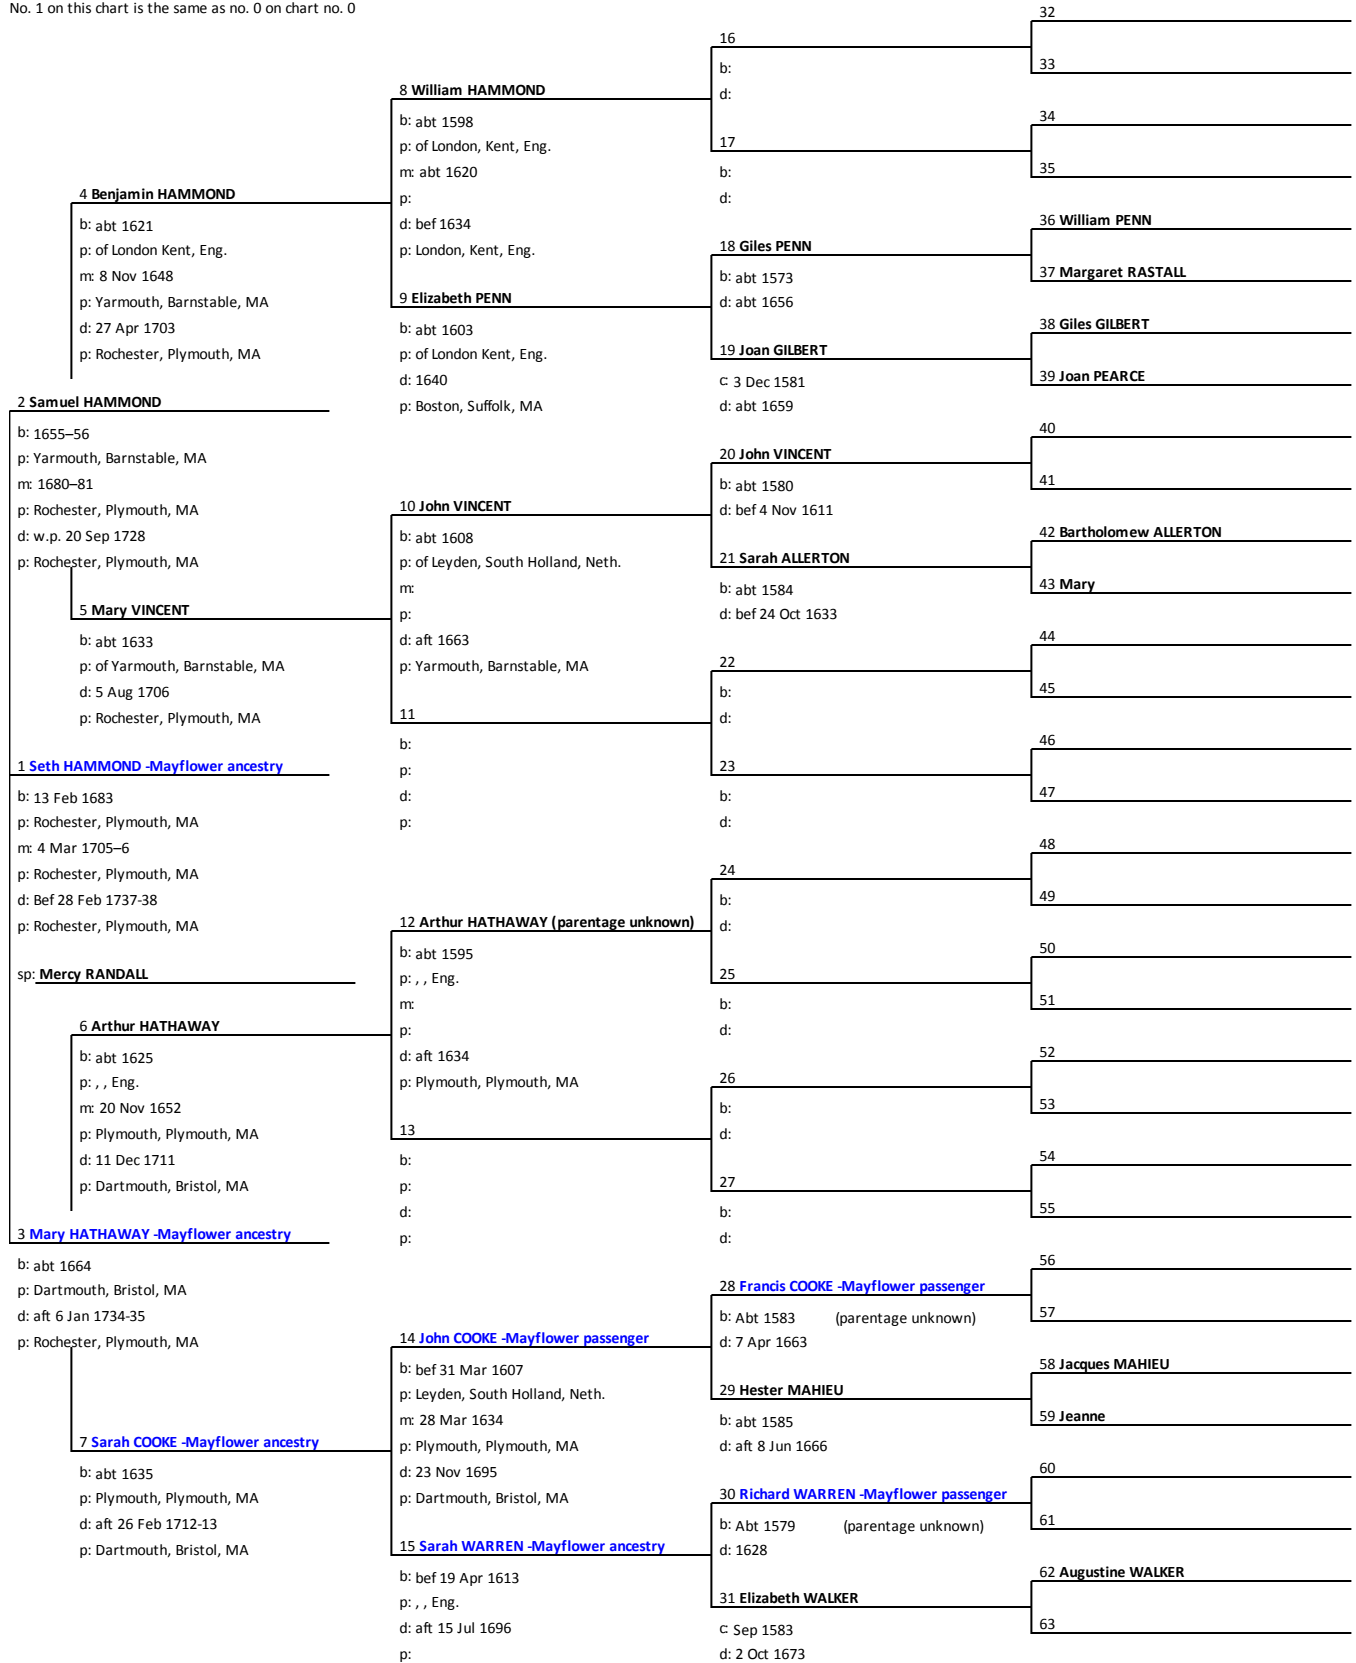 No. 1 on this chart is the same as no. 0 on chart no. 0
4 Benjamin HAMMOND
b: abt 1621
p: of London Kent, Eng.
m: 8 Nov 1648
p: Yarmouth, Barnstable, MA
d: 27 Apr 1703
p: Rochester, Plymouth, MA
2 Samuel HAMMOND
b: 1655–56
p: Yarmouth, Barnstable, MA
m: 1680–81
p: Rochester, Plymouth, MA
d: w.p. 20 Sep 1728
p: Rochester, Plymouth, MA
5 Mary VINCENT
b: abt 1633
p: of Yarmouth, Barnstable, MA
d: 5 Aug 1706
p: Rochester, Plymouth, MA
1 Seth HAMMOND -Mayflower ancestry
b: 13 Feb 1683
p: Rochester, Plymouth, MA
m: 4 Mar 1705–6
p: Rochester, Plymouth, MA
d: Bef 28 Feb 1737-38
p: Rochester, Plymouth, MA
sp: Mercy RANDALL
6 Arthur HATHAWAY
b: abt 1625
p: , , Eng.
m: 20 Nov 1652
p: Plymouth, Plymouth, MA
d: 11 Dec 1711
p: Dartmouth, Bristol, MA
3 Mary HATHAWAY -Mayflower ancestry
b: abt 1664
p: Dartmouth, Bristol, MA
d: aft 6 Jan 1734-35
p: Rochester, Plymouth, MA
7 Sarah COOKE -Mayflower ancestry
b: abt 1635
p: Plymouth, Plymouth, MA
d: aft 26 Feb 1712-13
p: Dartmouth, Bristol, MA
8 William HAMMOND
b: abt 1598
p: of London, Kent, Eng.
m: abt 1620
p:
d: bef 1634
p: London, Kent, Eng.
9 Elizabeth PENN
b: abt 1603
p: of London Kent, Eng.
d: 1640
p: Boston, Suffolk, MA
10 John VINCENT
b: abt 1608
p: of Leyden, South Holland, Neth.
m:
p:
d: aft 1663
p: Yarmouth, Barnstable, MA
11
b:
p:
d:
p:
12 Arthur HATHAWAY (parentage unknown)
b: abt 1595
p: , , Eng.
m:
p:
d: aft 1634
p: Plymouth, Plymouth, MA
13
b:
p:
d:
p:
14 John COOKE -Mayflower passenger
b: bef 31 Mar 1607
p: Leyden, South Holland, Neth.
m: 28 Mar 1634
p: Plymouth, Plymouth, MA
d: 23 Nov 1695
p: Dartmouth, Bristol, MA
15 Sarah WARREN -Mayflower ancestry
b: bef 19 Apr 1613
p: , , Eng.
d: aft 15 Jul 1696
p:
16
b:
d:
17
b:
d:
18 Giles PENN
b: abt 1573
d: abt 1656
19 Joan GILBERT
c: 3 Dec 1581
d: abt 1659
20 John VINCENT
b: abt 1580
d: bef 4 Nov 1611
21 Sarah ALLERTON
b: abt 1584
d: bef 24 Oct 1633
22
b:
d:
23
b:
d:
24
b:
d:
25
b:
d:
26
b:
d:
27
b:
d:
28 Francis COOKE -Mayflower passenger
b: Abt 1583 (parentage unknown)
d: 7 Apr 1663
29 Hester MAHIEU
b: abt 1585
d: aft 8 Jun 1666
30 Richard WARREN -Mayflower passenger
b: Abt 1579 (parentage unknown)
d: 1628
31 Elizabeth WALKER
c: Sep 1583
d: 2 Oct 1673
32
33
34
35
36 William PENN
37 Margaret RASTALL
38 Giles GILBERT
39 Joan PEARCE
40
41
42 Bartholomew ALLERTON
43 Mary
44
45
46
47
48
49
50
51
52
53
54
55
56
57
58 Jacques MAHIEU
59 Jeanne
60
61
62 Augustine WALKER
63